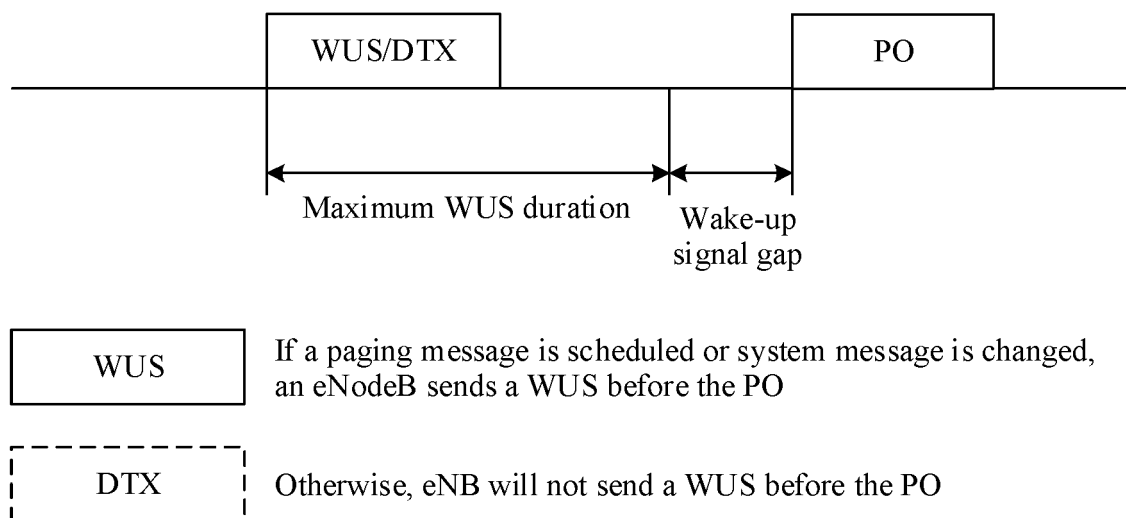 WUS/DTX
PO
Maximum WUS duration
Wake-up
signal gap
WUS
If a paging message is scheduled or system message is changed,
an eNodeB sends a WUS before the PO
DTX
Otherwise, eNB will not send a WUS before the PO